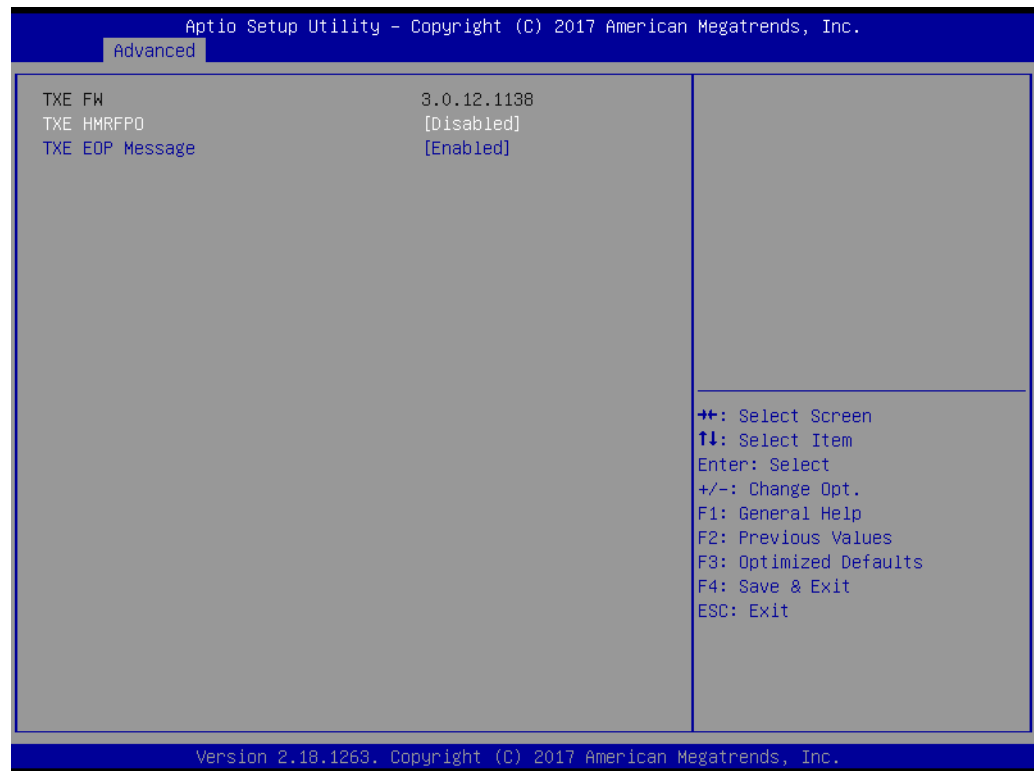 Aptio Setup Utility – Copyright (C) 2017 American Megatrends, Inc.
Advanced
TXE FW 3.0.12.1138
TXE HMRFPO [Disabled]
TXE EOP Message [Enabled]
→←: Select Screen
↑↓: Select Item
Enter: Select
+/-: Change Opt.
F1: General Help
F2: Previous Values
F3: Optimized Defaults
F4: Save & Exit
ESC: Exit
Version 2.18.1263. Copyright (C) 2017 American Megatrends, Inc.